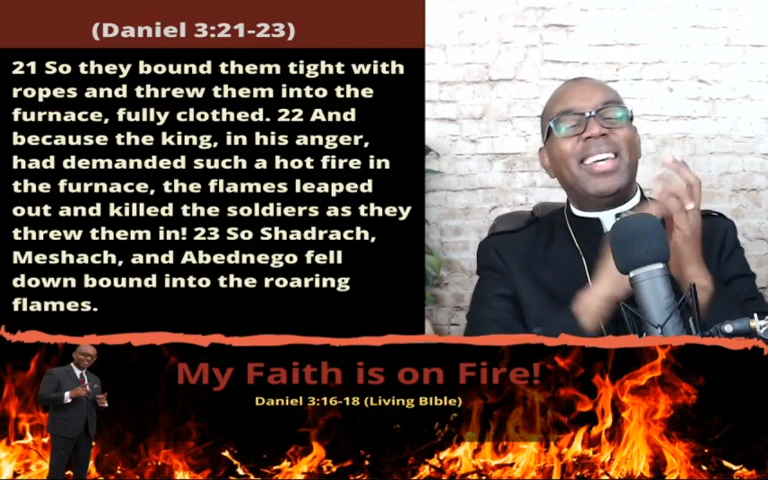 (Daniel 3:21-23)
21 So they bound them tight with
ropes and threw them into the
furnace, fully clothed. 22 And
because the king, in his anger,
had demanded such a hot fire in
the furnace, the flames leaped
out and killed the soldiers as they
threw them in! 23 So Shadrach,
Meshach, and Abednego fell
down bound into the roaring
flames.
My Faith is on Fire!
Daniel 3:16-18 (Living BIble)